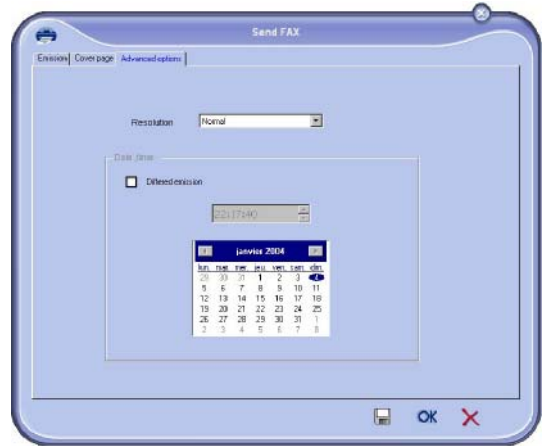 Send FAX
Emission Cover page Advanced options
Resolution Normal
Date /time
Differed emission
22:17:40
janvier 2004
lun. mar. mer. jeu. ven. sam. dim.
29 30 31 1 2 3 4
5 6 7 8 9 10 11
12 13 14 15 16 17 18
19 20 21 22 23 24 25
26 27 28 29 30 31 1
2 3 4 5 6 7 8
OK